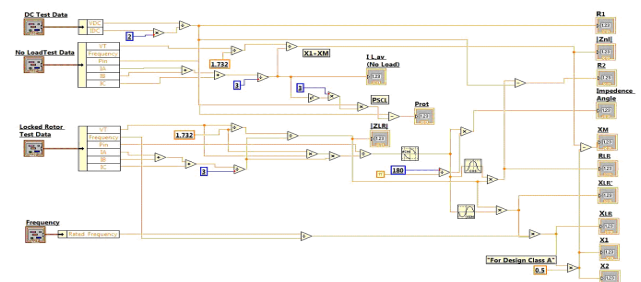 DC Test Data
VDC
IDC
2
No LoadTest Data
VT
Frequency
Pin
IA
IB
IC
1.732
X1-XM
3
I Lav
(No Load)
3
PSCL
Prot
Locked Rotor
Test Data
VT
Frequency
Pin
IA
IB
IC
1.732
3
|ZLR|
180
Frequency
Rated Frequency
"For Design Class A"
0.5
R1
|Znl|
R2
Impedence
Angle
XM
RLR
XLR'
XLR
X1
X2